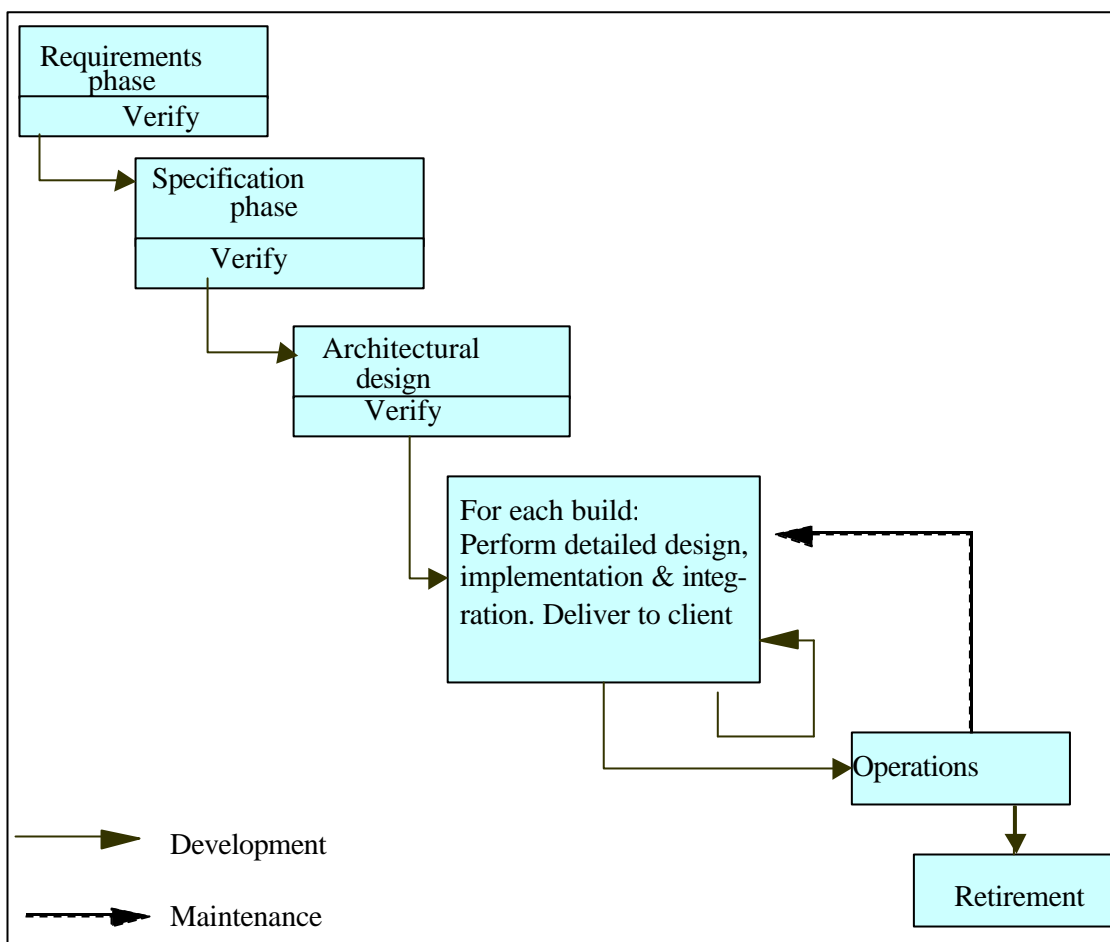 Requirements
phase
Verify
Specification
phase
Verify
Architectural
design
Verify
For each build:
Perform detailed design,
implementation & integ-
ration. Deliver to client
Operations
Development
Retirement
Maintenance